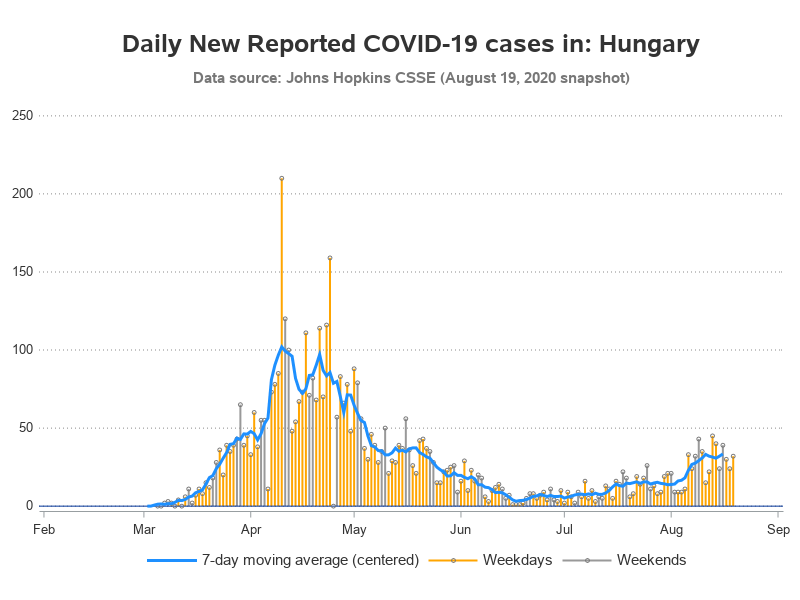 Daily New Reported COVID-19 cases in: Hungary
Data source: Johns Hopkins CSSE (August 19, 2020 snapshot)
250
200
150
100
50
0
Feb Mar Apr May Jun Jul Aug Sep
7-day moving average (centered) Weekdays Weekends